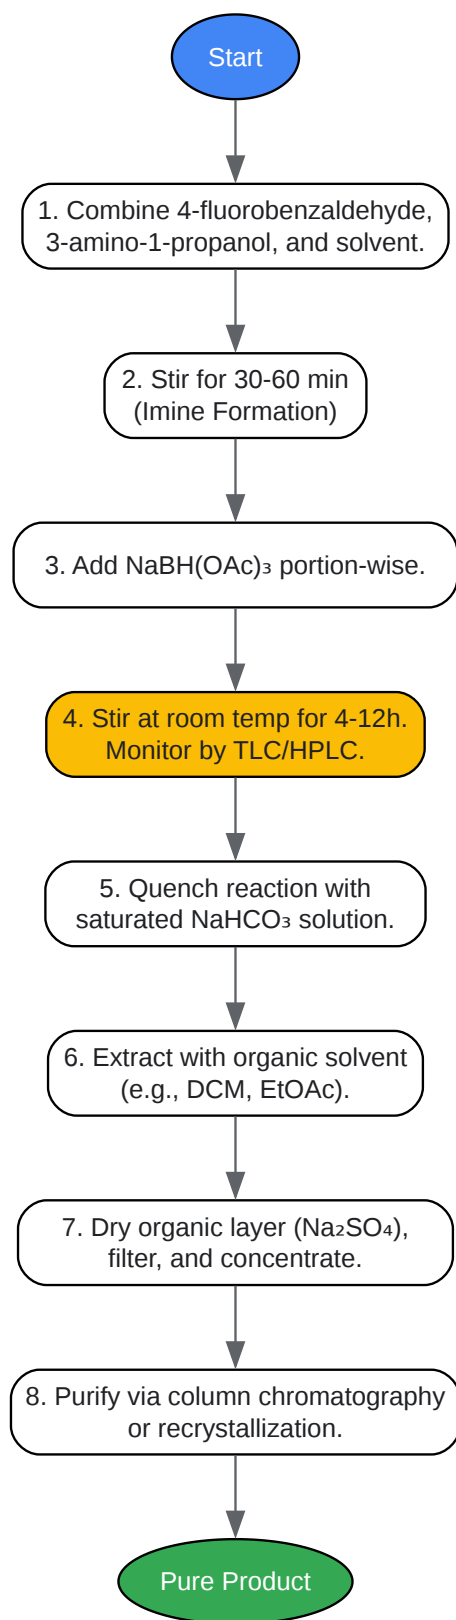 Start
1. Combine 4-fluorobenzaldehyde,
3-amino-1-propanol, and solvent.
2. Stir for 30-60 min
(Imine Formation)
3. Add NaBH(OAc)₃ portion-wise.
4. Stir at room temp for 4-12h.
Monitor by TLC/HPLC.
5. Quench reaction with
saturated NaHCO₃ solution.
6. Extract with organic solvent
(e.g., DCM, EtOAc).
7. Dry organic layer (Na₂SO₄),
filter, and concentrate.
8. Purify via column chromatography
or recrystallization.
Pure Product